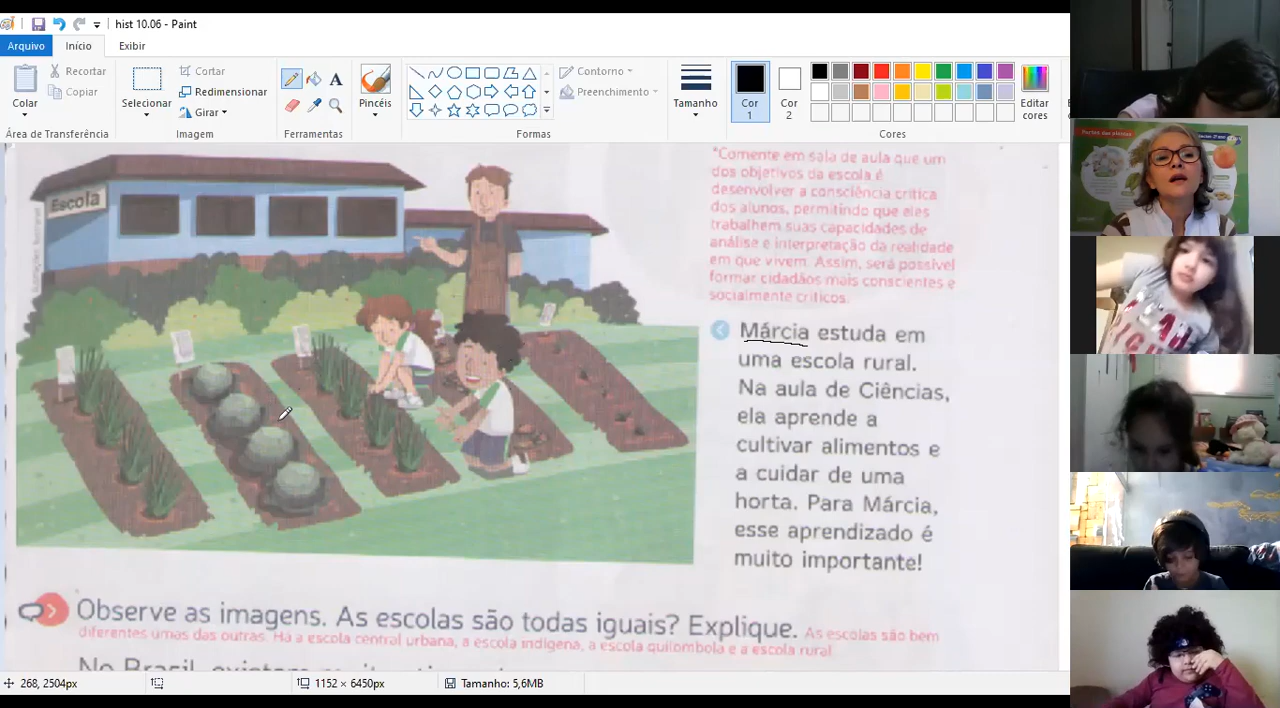 hist 10.06 - Paint
Arquivo Início Exibir
Colar
Recortar
Copiar
Área de Transferência
Selecionar
Cortar
Redimensionar
Girar
Imagem
A
Ferramentas
Pincéis
Contorno
Preenchimento
Formas
Tamanho
Cor 1
Cor 2
Editar cores
Cores
Escola
*Comente em sala de aula que um
dos objetivos da escola é
desenvolver a consciência crítica
dos alunos, permitindo que eles
trabalhem suas capacidades de
análise e interpretação da realidade
em que vivem. Assim, será possível
formar cidadãos mais conscientes e
socialmente críticos.
Márcia estuda em
uma escola rural.
Na aula de Ciências,
ela aprende a
cultivar alimentos e
a cuidar de uma
horta. Para Márcia,
esse aprendizado é
muito importante!
Observe as imagens. As escolas são todas iguais? Explique. As escolas são bem
diferentes umas das outras. Há a escola central urbana, a escola indígena, a escola quilombola e a escola rural.
268, 2504px
1152 × 6450px
Tamanho: 5,6MB
Partes das plantas